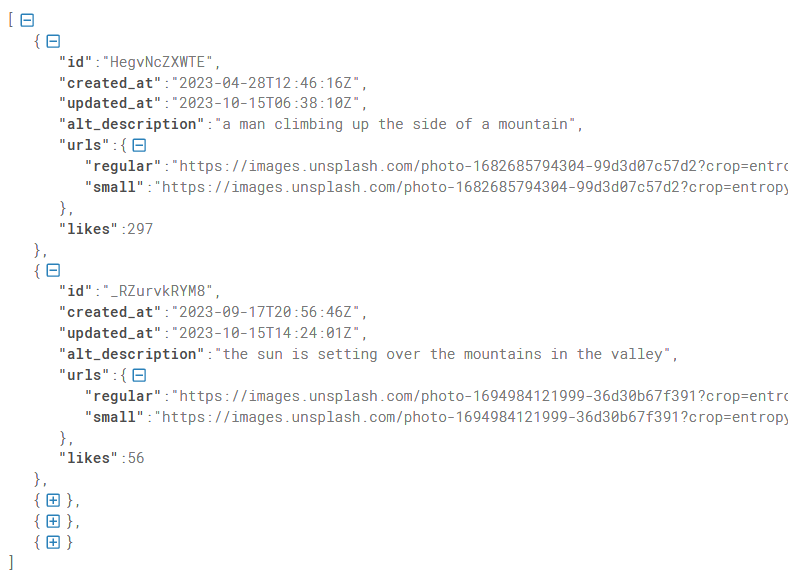 [
{
"id":"HegvNcZXWTE",
"created_at":"2023-04-28T12:46:16Z",
"updated_at":"2023-10-15T06:38:10Z",
"alt_description":"a man climbing up the side of a mountain",
"urls":{
"regular":"https://images.unsplash.com/photo-1682685794304-99d3d07c57d2?crop=entro
"small":"https://images.unsplash.com/photo-1682685794304-99d3d07c57d2?crop=entropy
},
"likes":297
},
{
"id":"_RZurvkRYM8",
"created_at":"2023-09-17T20:56:46Z",
"updated_at":"2023-10-15T14:24:01Z",
"alt_description":"the sun is setting over the mountains in the valley",
"urls":{
"regular":"https://images.unsplash.com/photo-1694984121999-36d30b67f391?crop=entro
"small":"https://images.unsplash.com/photo-1694984121999-36d30b67f391?crop=entropy
},
"likes":56
},
{ },
{ },
{ }
]